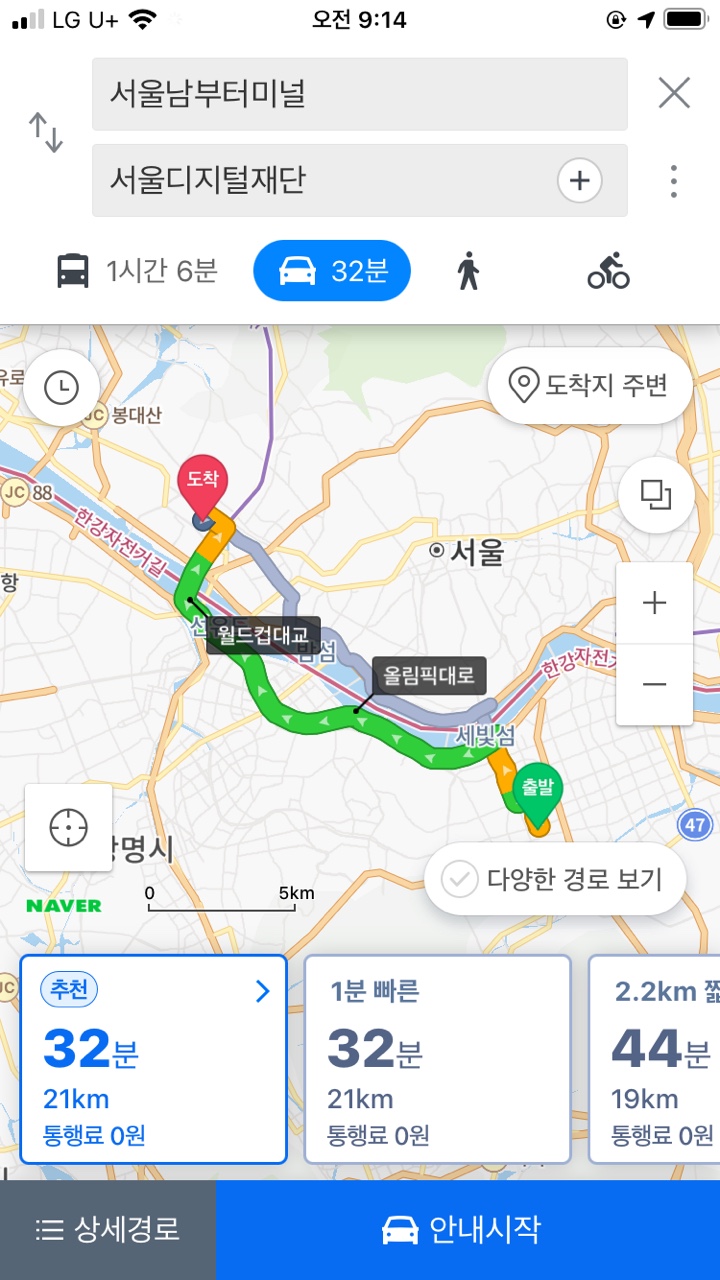 LG U+
오전 9:14
서울남부터미널
서울디지털재단
1시간 6분
32분
도착지 주변
JC 봉대산
도착
JC 88
한강자전거길
서울
월드컵대교
밤섬
올림픽대로
한강자전거
세빛섬
출발
47
광명시
다양한 경로 보기
NAVER
0
5km
추천
32분
21km
통행료 0원
1분 빠른
32분
21km
통행료 0원
2.2km 짧
44분
19km
통행료 0원
상세경로
안내시작